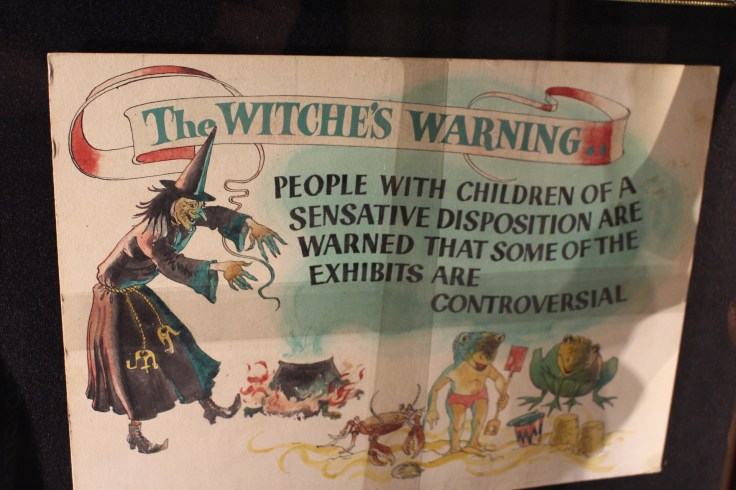 The WITCHE'S WARNING..
PEOPLE WITH CHILDREN OF A
SENSATIVE DISPOSITION ARE
WARNED THAT SOME OF THE
EXHIBITS ARE
CONTROVERSIAL